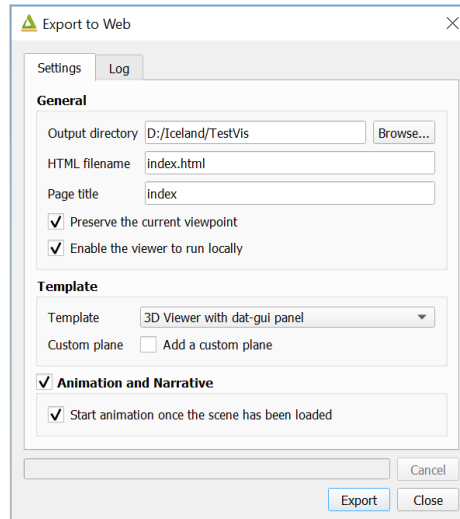 Export to Web
Settings Log
General
Output directory D:/Iceland/TestVis Browse...
HTML filename index.html
Page title index
Preserve the current viewpoint
Enable the viewer to run locally
Template
Template 3D Viewer with dat-gui panel
Custom plane Add a custom plane
Animation and Narrative
Start animation once the scene has been loaded
Cancel
Export Close